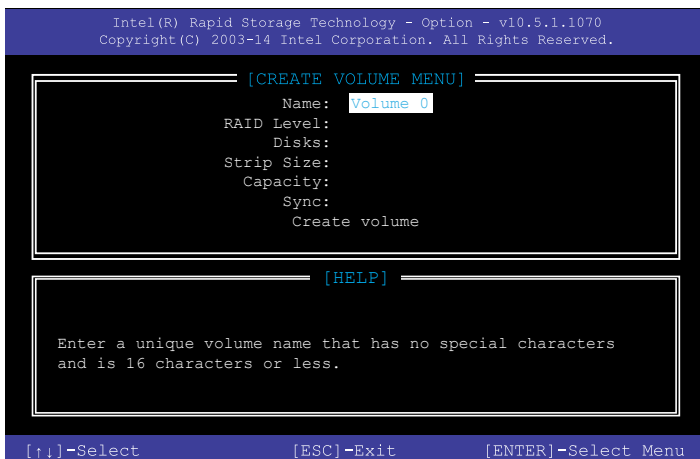 Intel(R) Rapid Storage Technology - Option - v10.5.1.1070
Copyright(C) 2003-14 Intel Corporation. All Rights Reserved.
[CREATE VOLUME MENU]
Name: Volume 0
RAID Level:
Disks:
Strip Size:
Capacity:
Sync:
Create volume
[HELP]
Enter a unique volume name that has no special characters
and is 16 characters or less.
[↑↓]-Select [ESC]-Exit [ENTER]-Select Menu